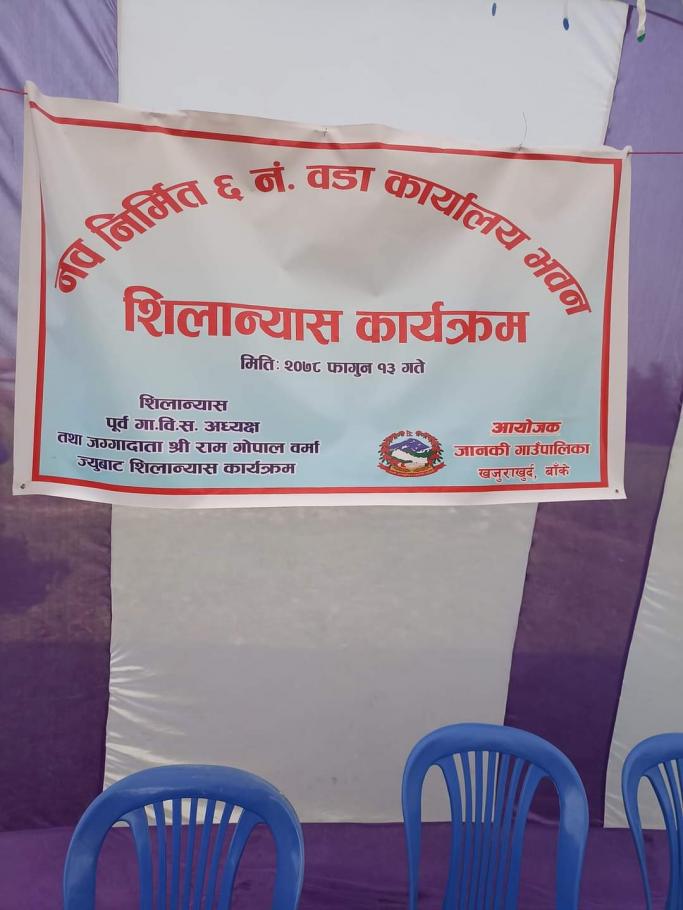 नव निर्मित ६ नं. वडा कार्यालय भवन
शिलान्यास कार्यक्रम
मितिः २०७८ फागुन १३ गते
शिलान्यास
पूर्व गा.वि.स. अध्यक्ष
तथा जग्गादाता श्री राम गोपाल वर्मा
ज्युबाट शिलान्यास कार्यक्रम
आयोजक
जानकी गाउँपालिका
खजुराखुर्द, बाँके